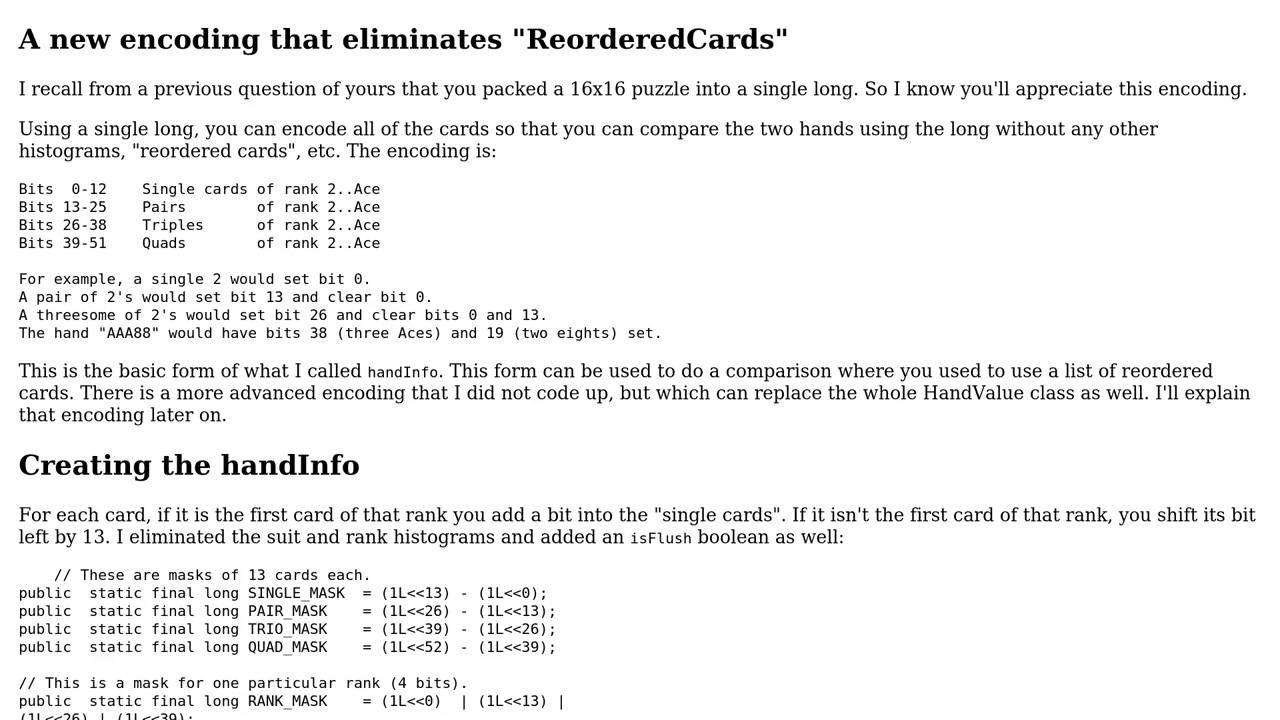 A new encoding that eliminates "ReorderedCards"
I recall from a previous question of yours that you packed a 16x16 puzzle into a single long. So I know you'll appreciate this encoding.
Using a single long, you can encode all of the cards so that you can compare the two hands using the long without any other
histograms, "reordered cards", etc. The encoding is:
Bits  0-12    Single cards of rank 2..Ace
Bits 13-25    Pairs        of rank 2..Ace
Bits 26-38    Triples      of rank 2..Ace
Bits 39-51    Quads        of rank 2..Ace
For example, a single 2 would set bit 0.
A pair of 2's would set bit 13 and clear bit 0.
A threesome of 2's would set bit 26 and clear bits 0 and 13.
The hand "AAA88" would have bits 38 (three Aces) and 19 (two eights) set.
This is the basic form of what I called handInfo. This form can be used to do a comparison where you used to use a list of reordered
cards. There is a more advanced encoding that I did not code up, but which can replace the whole HandValue class as well. I'll explain
that encoding later on.
Creating the handInfo
For each card, if it is the first card of that rank you add a bit into the "single cards". If it isn't the first card of that rank, you shift its bit
left by 13. I eliminated the suit and rank histograms and added an isFlush boolean as well:
    // These are masks of 13 cards each.
public  static final long SINGLE_MASK  = (1L<<13) - (1L<<0);
public  static final long PAIR_MASK    = (1L<<26) - (1L<<13);
public  static final long TRIO_MASK    = (1L<<39) - (1L<<26);
public  static final long QUAD_MASK    = (1L<<52) - (1L<<39);
// This is a mask for one particular rank (4 bits).
public  static final long RANK_MASK    = (1L<<0)  | (1L<<13) |
(1L<<26) | (1L<<39);